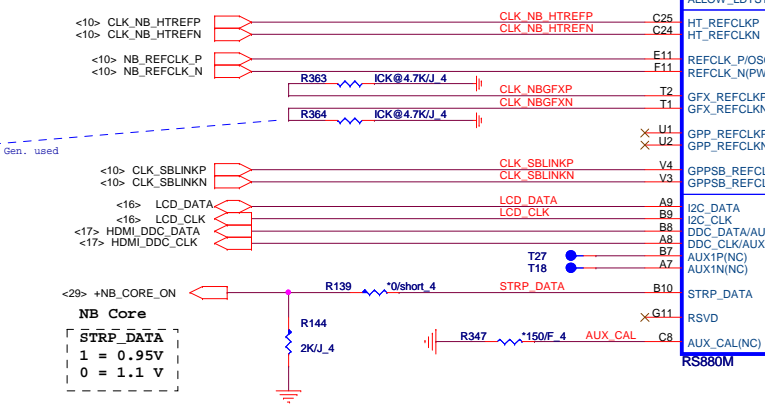 <10> CLK_NB_HTREFP CLK_NB_HTREFP C25 HT_REFCLKP
<10> CLK_NB_HTREFN CLK_NB_HTREFN C24 HT_REFCLKN
<10> NB_REFCLK_P E11 REFCLK_P/OS
<10> NB_REFCLK_N F11 REFCLK_N(PW
R363 ICK@4.7K/J_4
CLK_NBGFXP T2 GFX_REFCLKP
CLK_NBGFXN T1 GFX_REFCLKN
R364 ICK@4.7K/J_4
Gen. used
U1 GPP_REFCLKP
U2 GPP_REFCLKN
<10> CLK_SBLINKP CLK_SBLINKP V4 GPPSB_REFCL
<10> CLK_SBLINKN CLK_SBLINKN V3 GPPSB_REFCL
<16> LCD_DATA LCD_DATA A9 I2C_DATA
<16> LCD_CLK LCD_CLK B9 I2C_CLK
<17> HDMI_DDC_DATA B8 DDC_DATA/AU
<17> HDMI_DDC_CLK A8 DDC_CLK/AUX
T27 B7 AUX1P(NC)
T18 A7 AUX1N(NC)
<29> +NB_CORE_ON R139 *0/short_4 STRP_DATA B10 STRP_DATA
NB Core
G11 RSVD
STRP_DATA
1 = 0.95V
0 = 1.1 V
R144
2K/J_4
R347 *150/F_4 AUX_CAL C8 AUX_CAL(NC)
RS880M